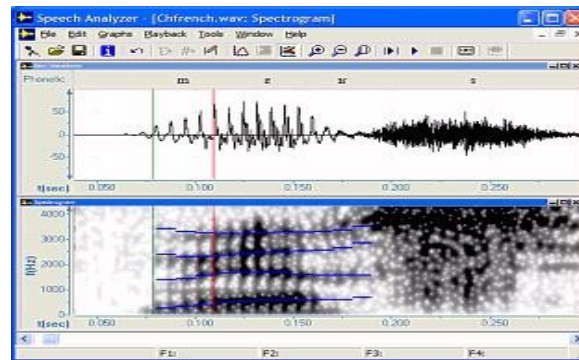 Speech Analyzer - [Chfrench.wav: Spectrogram]
File Edit Graphs Playback Tools Window Help
Phonetic m ɛ ʁ s
50
0
-50
t(sec) 0.050 0.100 0.150 0.200 0.250
Spectrogram
4000
3000
2000
1000
f(Hz)
t(sec) 0.050 0.100 0.150 0.200 0.250
F1: F2: F3: F4: